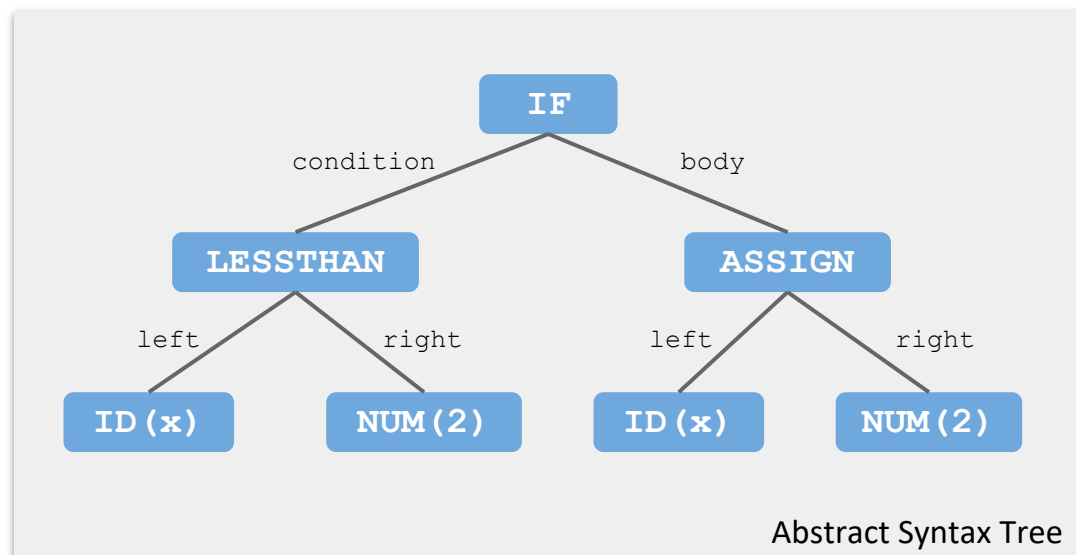 IF
condition
body
LESSTHAN
ASSIGN
left
right
left
right
ID(x)
NUM(2)
ID(x)
NUM(2)
Abstract Syntax Tree